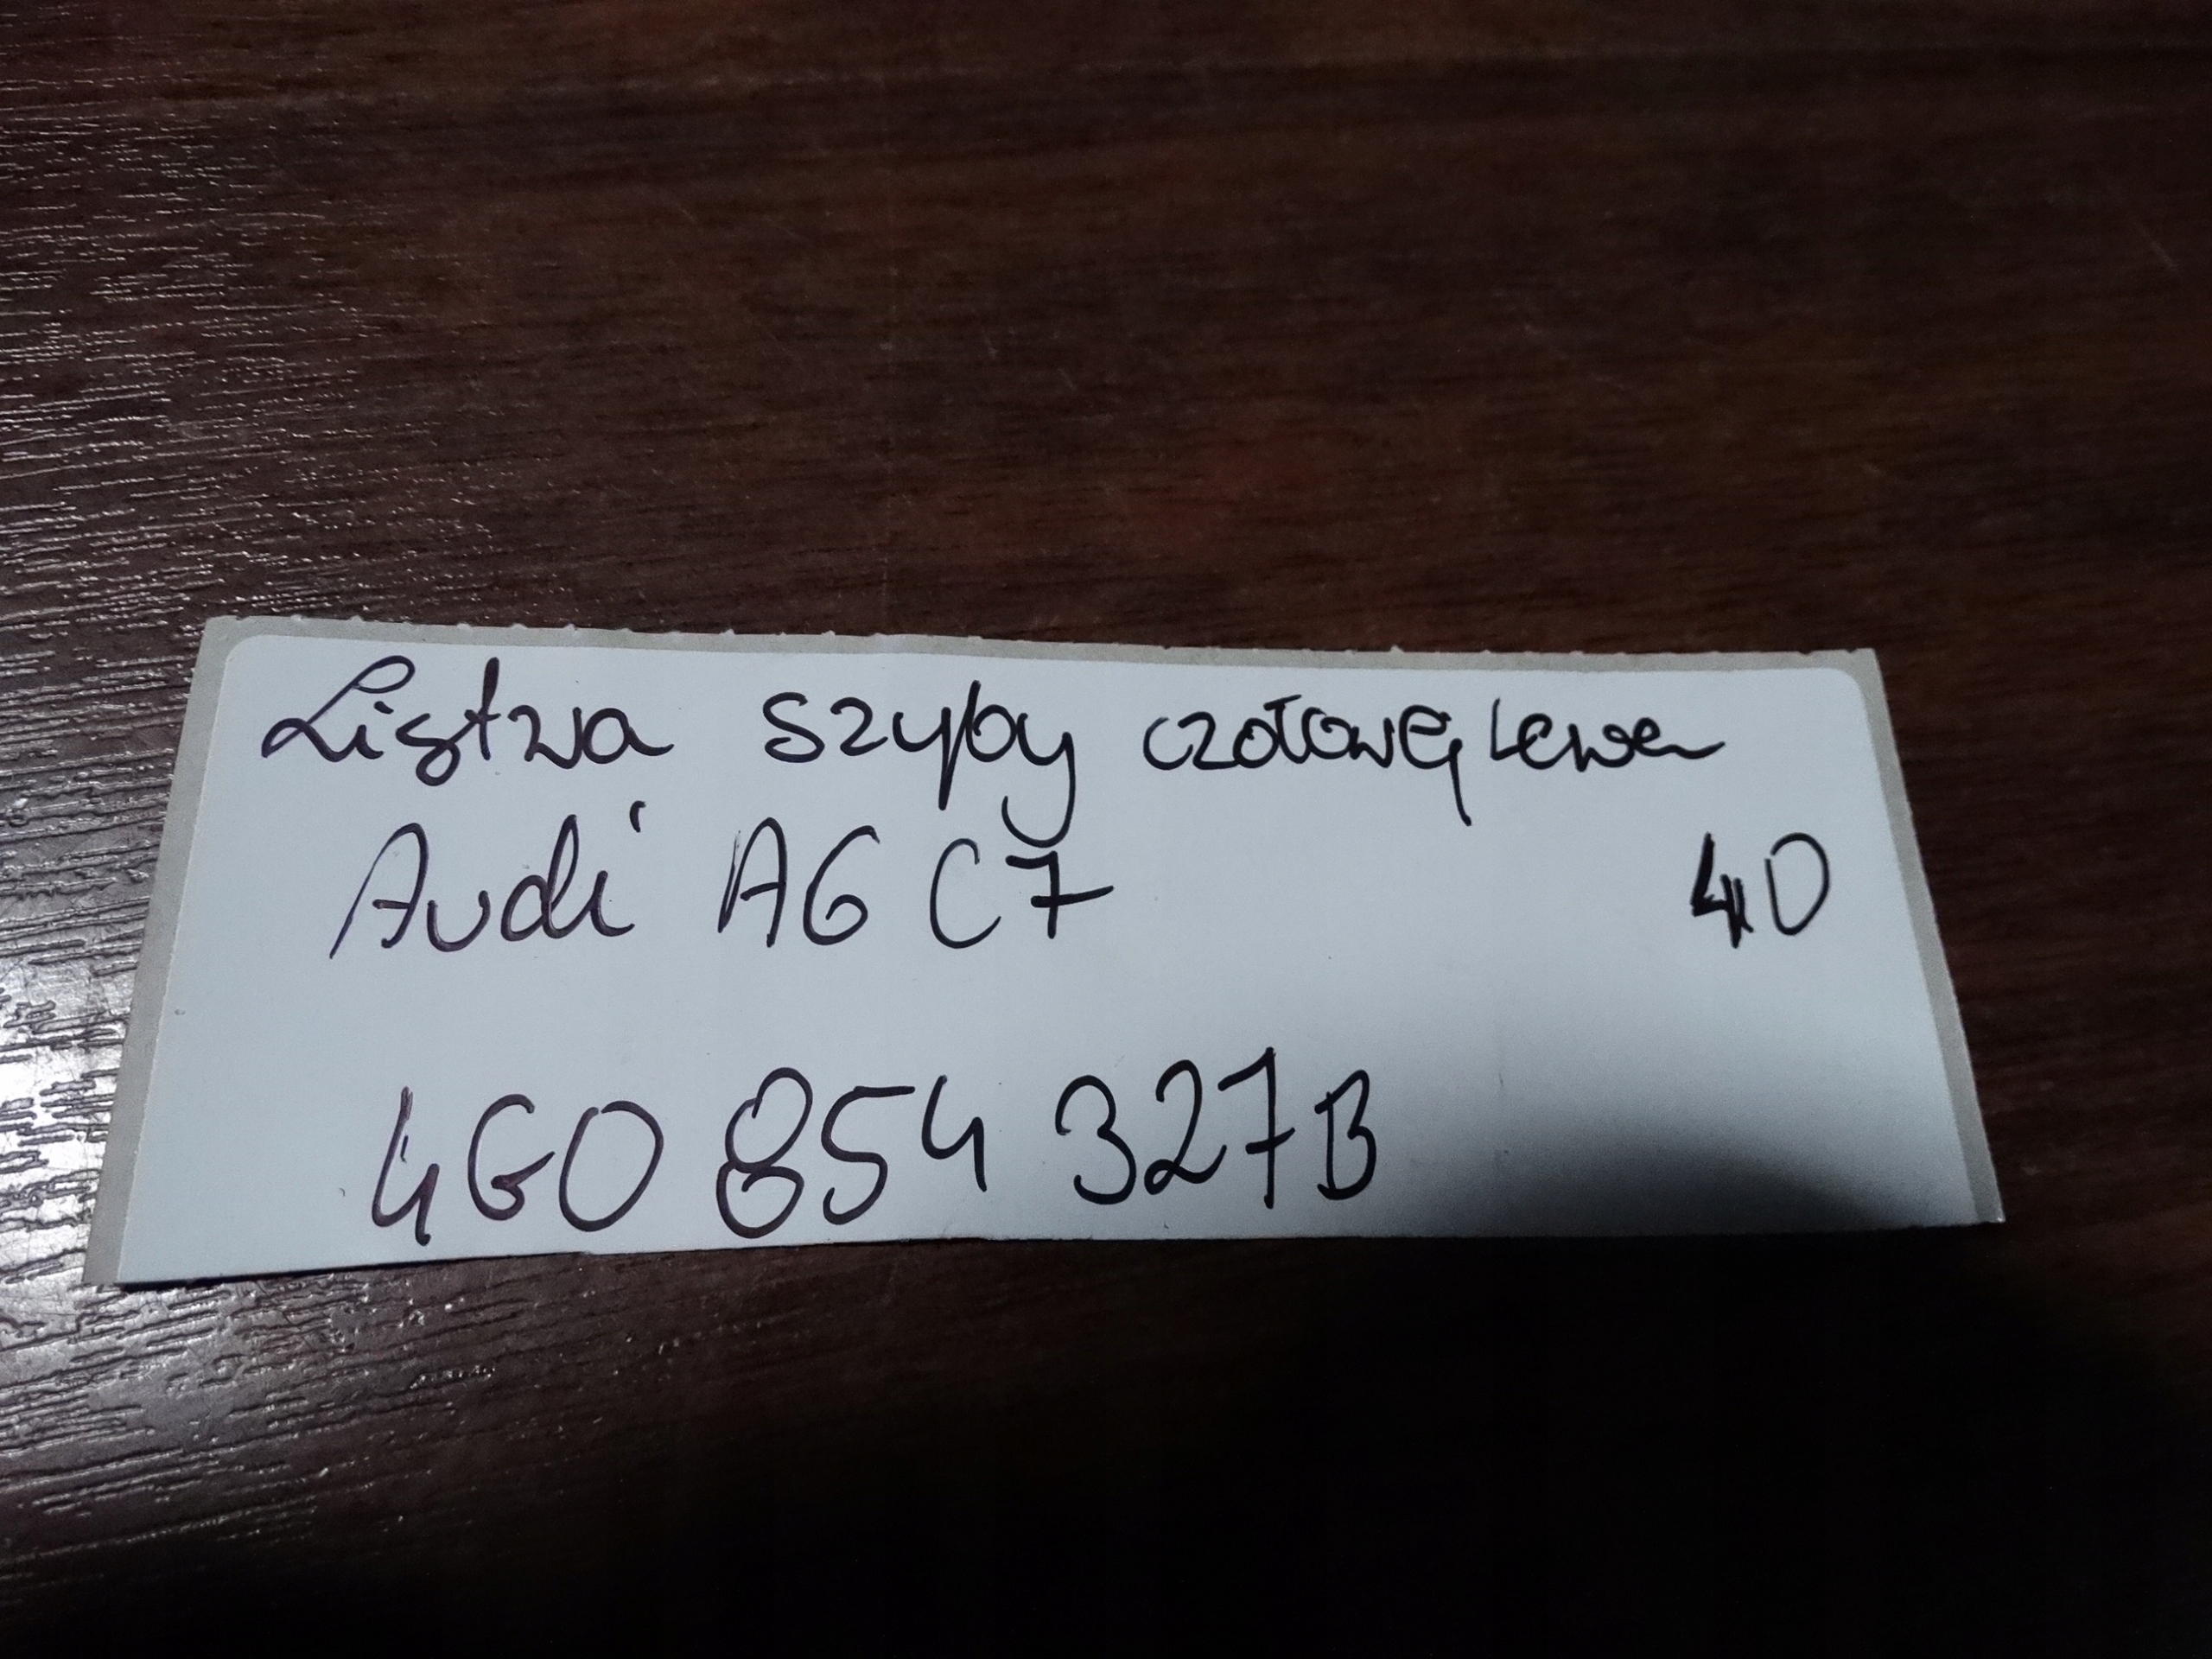 Listwa szyby czołowej Lewa
Audi A6 C7 40
4G0 854 327B